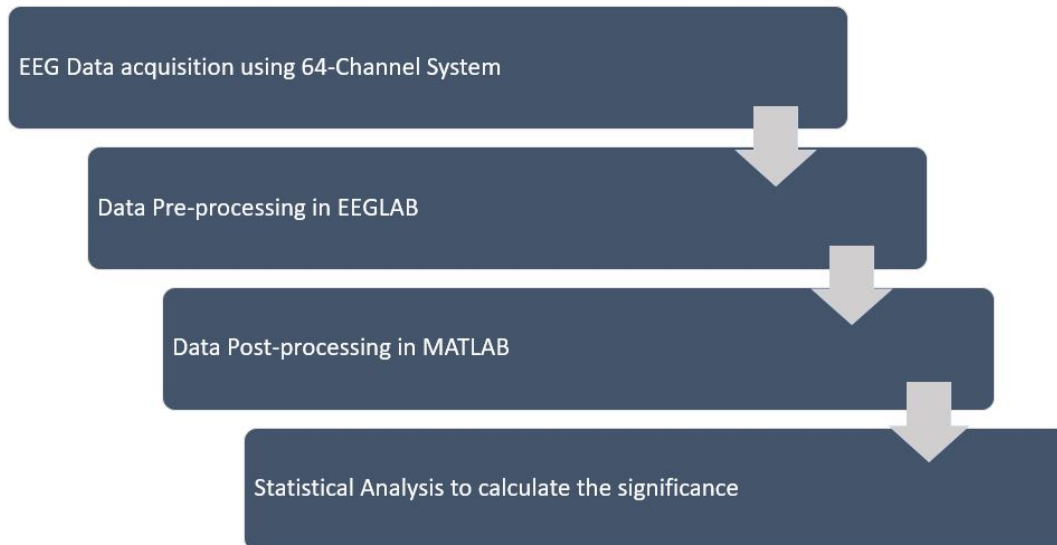 EEG Data acquisition using 64-Channel System
Data Pre-processing in EEGLAB
Data Post-processing in MATLAB
Statistical Analysis to calculate the significance